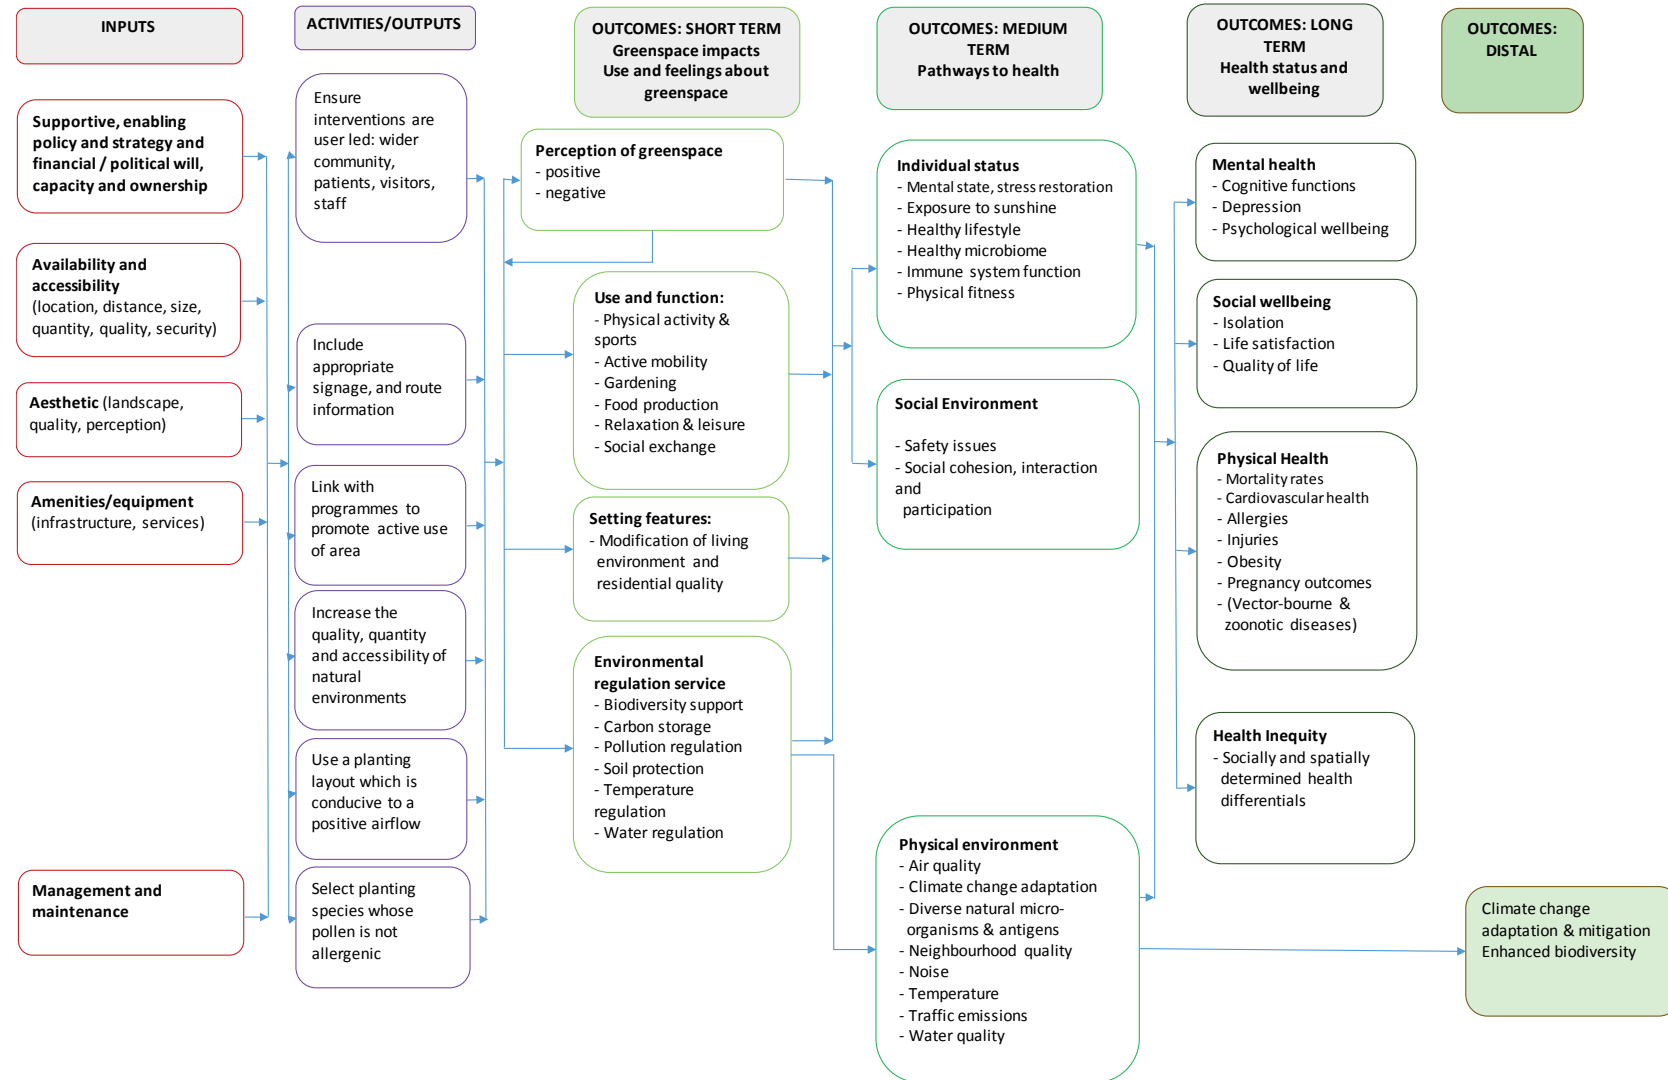 INPUTS
Supportive, enabling
policy and strategy and
financial / political will,
capacity and ownership
Availability and
accessibility
(location, distance, size,
quantity, quality, security)
Aesthetic (landscape,
quality, perception)
Amenities/equipment
(infrastructure, services)
Management and
maintenance
ACTIVITIES/OUTPUTS
Ensure
interventions are
user led: wider
community,
patients, visitors,
staff
Include
appropriate
signage, and route
information
Link with
programmes to
promote active use
of area
Increase the
quality, quantity
and accessibility of
natural
environments
Use a planting
layout which is
conducive to a
positive airflow
Select planting
species whose
pollen is not
allergenic
OUTCOMES: SHORT TERM
Greenspace impacts
Use and feelings about
greenspace
Perception of greenspace
- positive
- negative
Use and function:
- Physical activity &
sports
- Active mobility
- Gardening
- Food production
- Relaxation & leisure
- Social exchange
Setting features:
- Modification of living
environment and
residential quality
Environmental
regulation service
- Biodiversity support
- Carbon storage
- Pollution regulation
- Soil protection
- Temperature
regulation
- Water regulation
OUTCOMES: MEDIUM
TERM
Pathways to health
Individual status
- Mental state, stress restoration
- Exposure to sunshine
- Healthy lifestyle
- Healthy microbiome
- Immune system function
- Physical fitness
Social Environment
- Safety issues
- Social cohesion, interaction
and
participation
Physical environment
- Air quality
- Climate change adaptation
- Diverse natural micro-
organisms & antigens
- Neighbourhood quality
- Noise
- Temperature
- Traffic emissions
- Water quality
OUTCOMES: LONG
TERM
Health status and
wellbeing
Mental health
- Cognitive functions
- Depression
- Psychological wellbeing
Social wellbeing
- Isolation
- Life satisfaction
- Quality of life
Physical Health
- Mortality rates
- Cardiovascular health
- Allergies
- Injuries
- Obesity
- Pregnancy outcomes
- (Vector-bourne &
zoonotic diseases)
Health Inequity
- Socially and spatially
determined health
differentials
OUTCOMES:
DISTAL
Climate change
adaptation & mitigation
Enhanced biodiversity